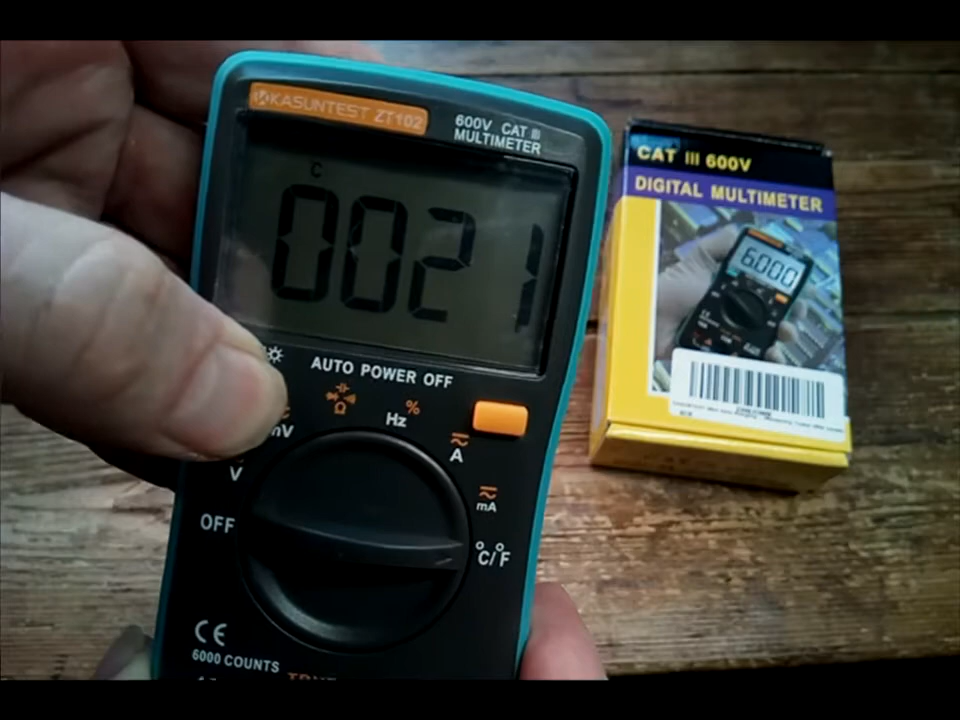 KASUNTEST ZT102
600V CAT III
MULTIMETER
C
0021
AUTO POWER OFF
Ω
Hz %
mV
V
A
mA
OFF
°C/°F
CE
6000 COUNTS
CAT III 600V
DIGITAL MULTIMETER
6.000